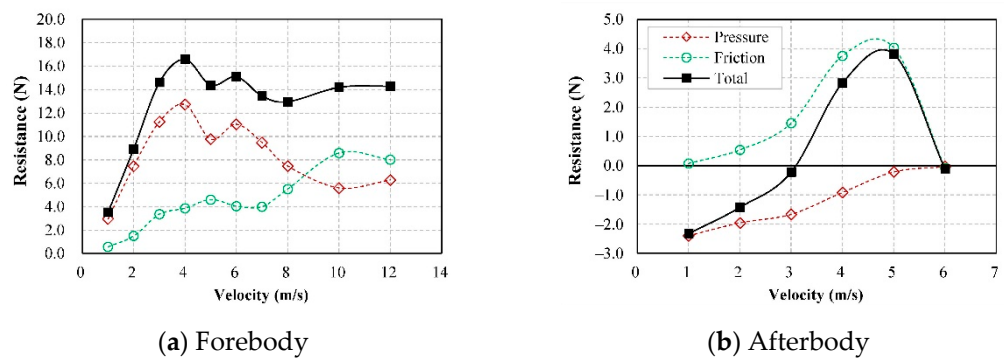 20.0
18.0
16.0
14.0
12.0
10.0
8.0
6.0
4.0
2.0
0.0
Resistance (N)
0 2 4 6 8 10 12 14
Velocity (m/s)
(a) Forebody
5.0
4.0
3.0
2.0
1.0
0.0
−1.0
−2.0
−3.0
Resistance (N)
Pressure
Friction
Total
0 1 2 3 4 5 6 7
Velocity (m/s)
(b) Afterbody